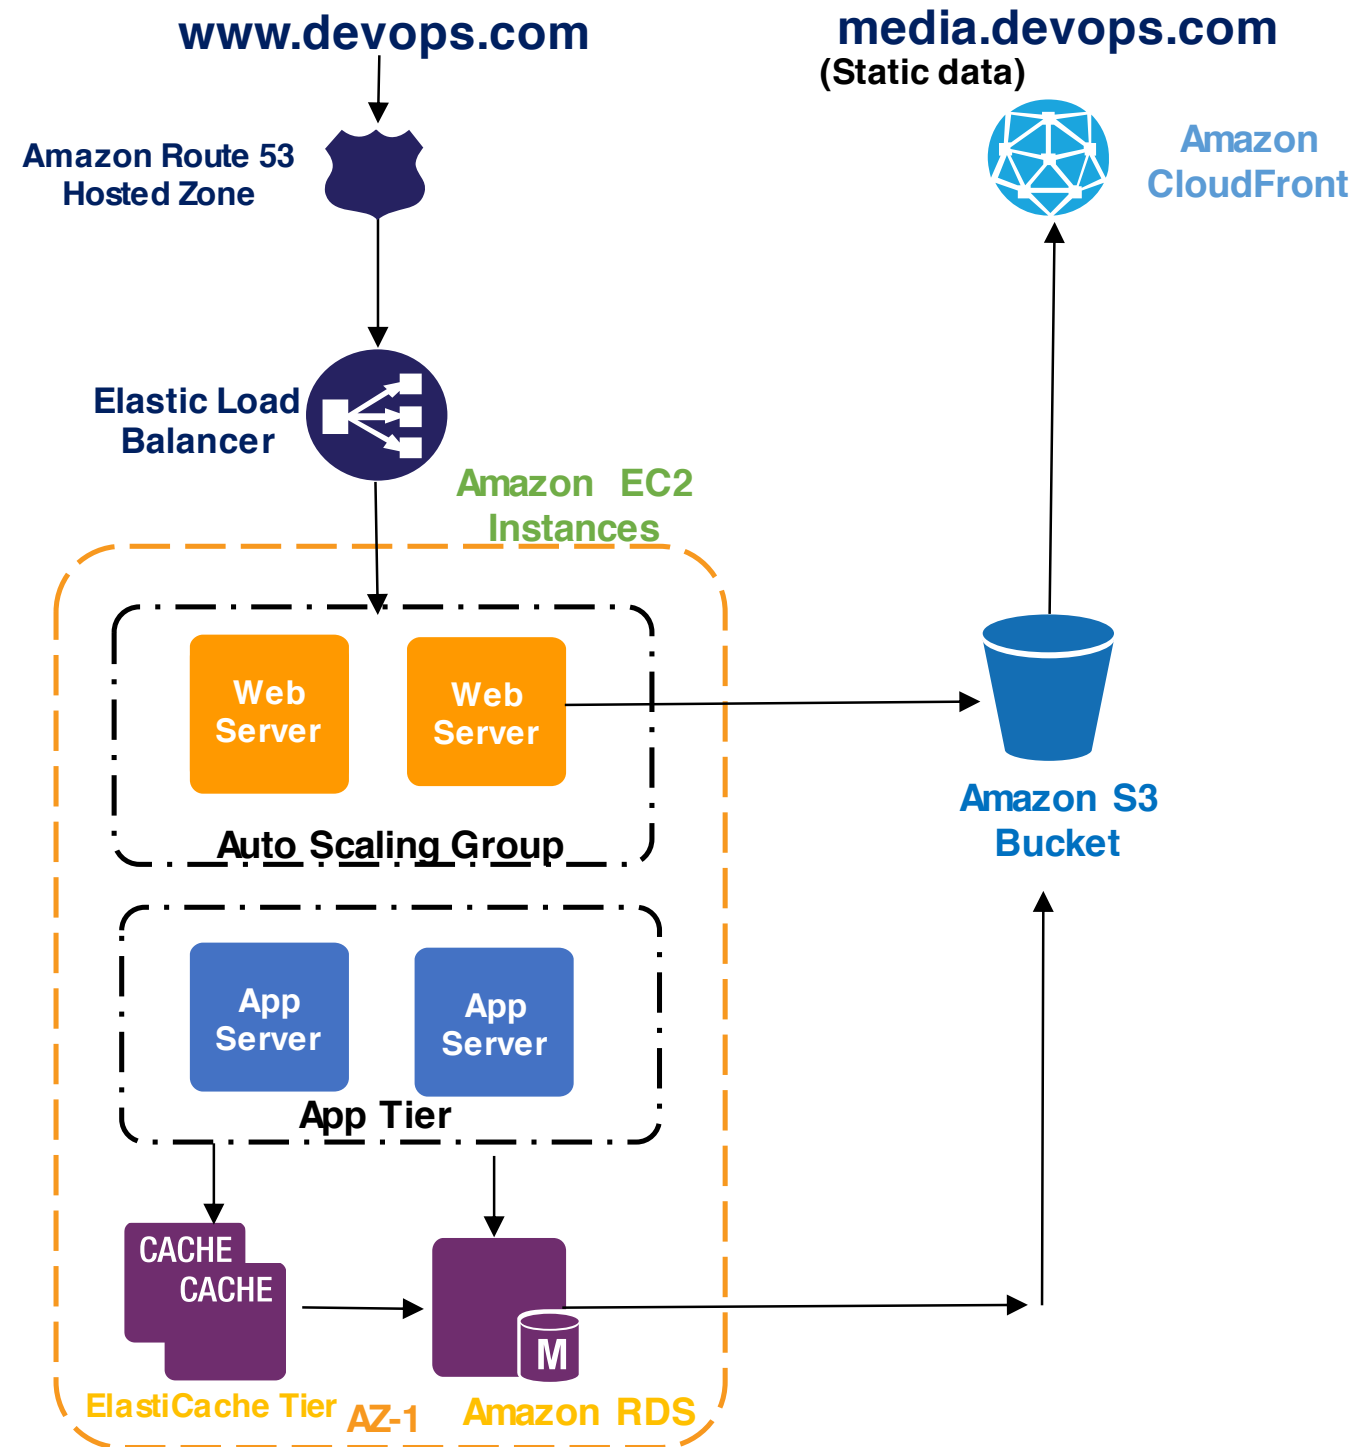 www.devops.com
media.devops.com
(Static data)
Amazon Route 53
Hosted Zone
Amazon
CloudFront
Elastic Load
Balancer
Amazon EC2
Instances
Web
Server
Web
Server
Auto Scaling Group
Amazon S3
Bucket
App
Server
App
Server
App Tier
CACHE
CACHE
M
ElastiCache Tier
AZ-1
Amazon RDS